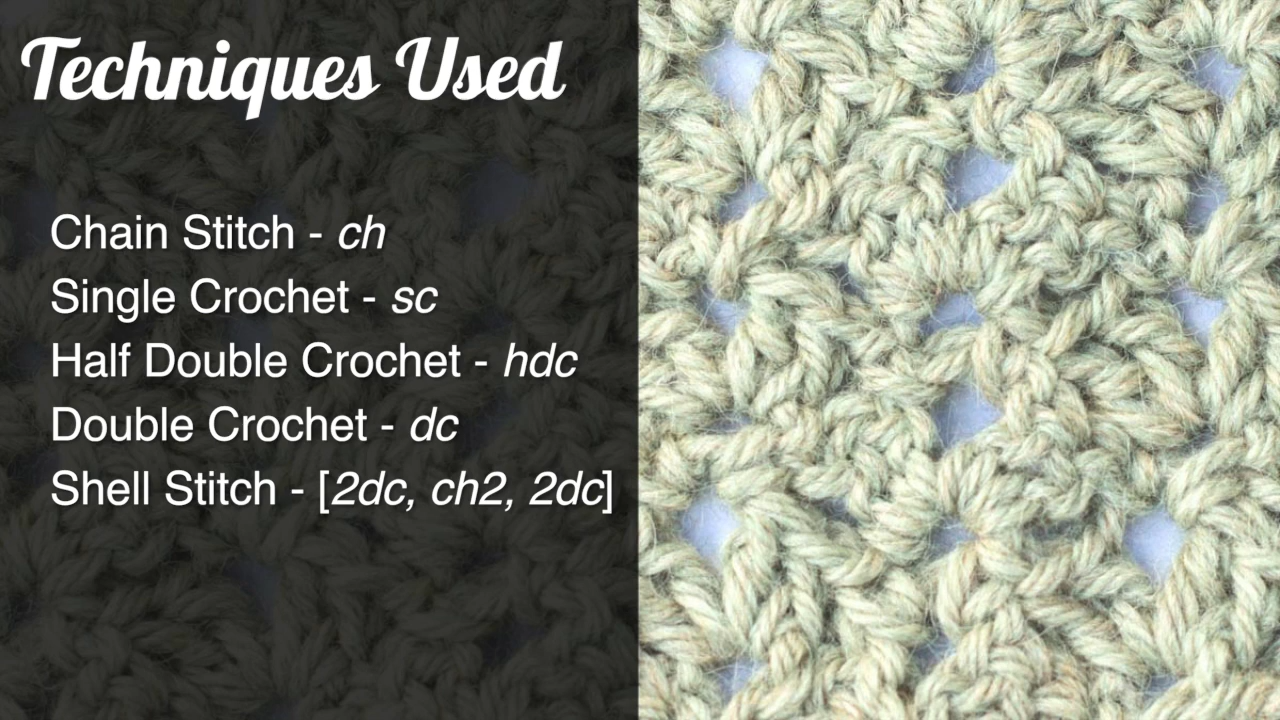 Techniques Used
Chain Stitch - ch
Single Crochet - sc
Half Double Crochet - hdc
Double Crochet - dc
Shell Stitch - [2dc, ch2, 2dc]